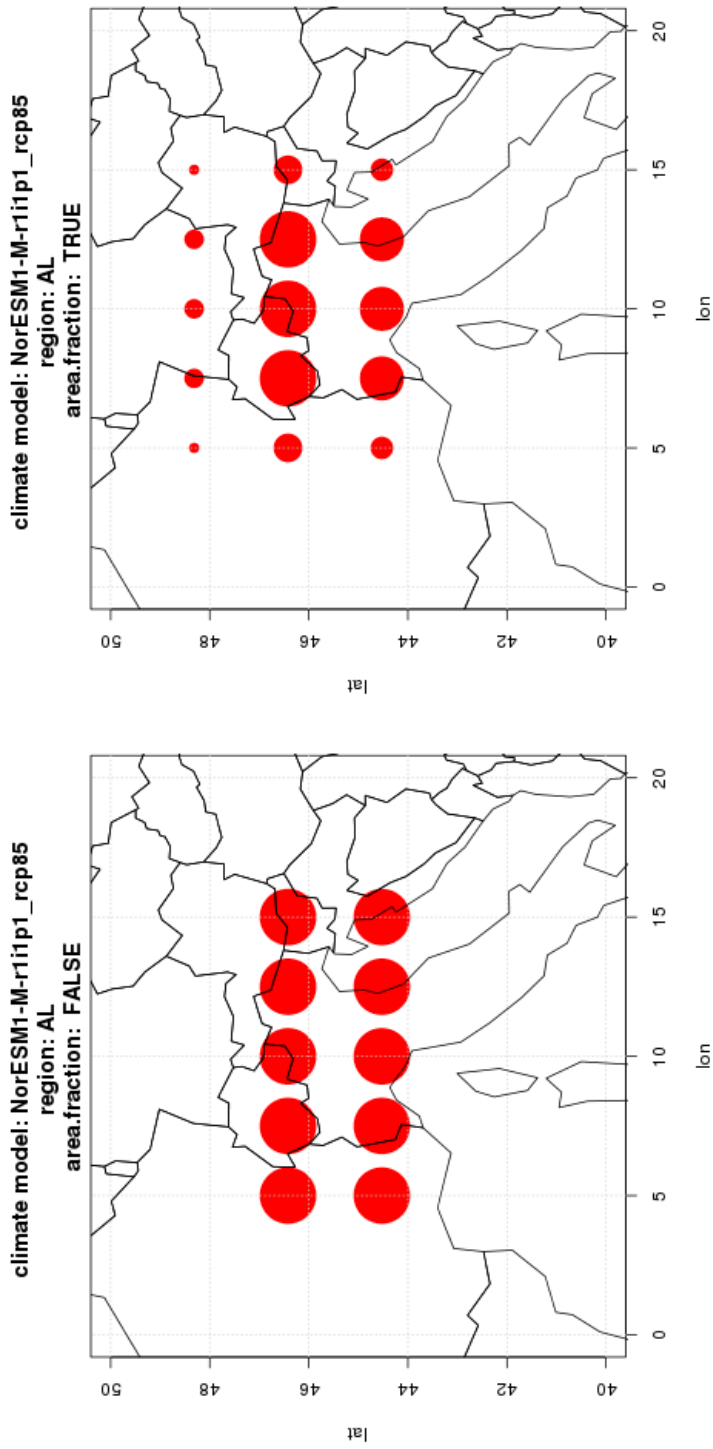 climate model: NorESM1-M-r1i1p1_rcp85
region: AL
area.fraction: FALSE
lat
50
48
46
44
42
40
0 5 10 15 20
lon
climate model: NorESM1-M-r1i1p1_rcp85
region: AL
area.fraction: TRUE
lat
50
48
46
44
42
40
0 5 10 15 20
lon